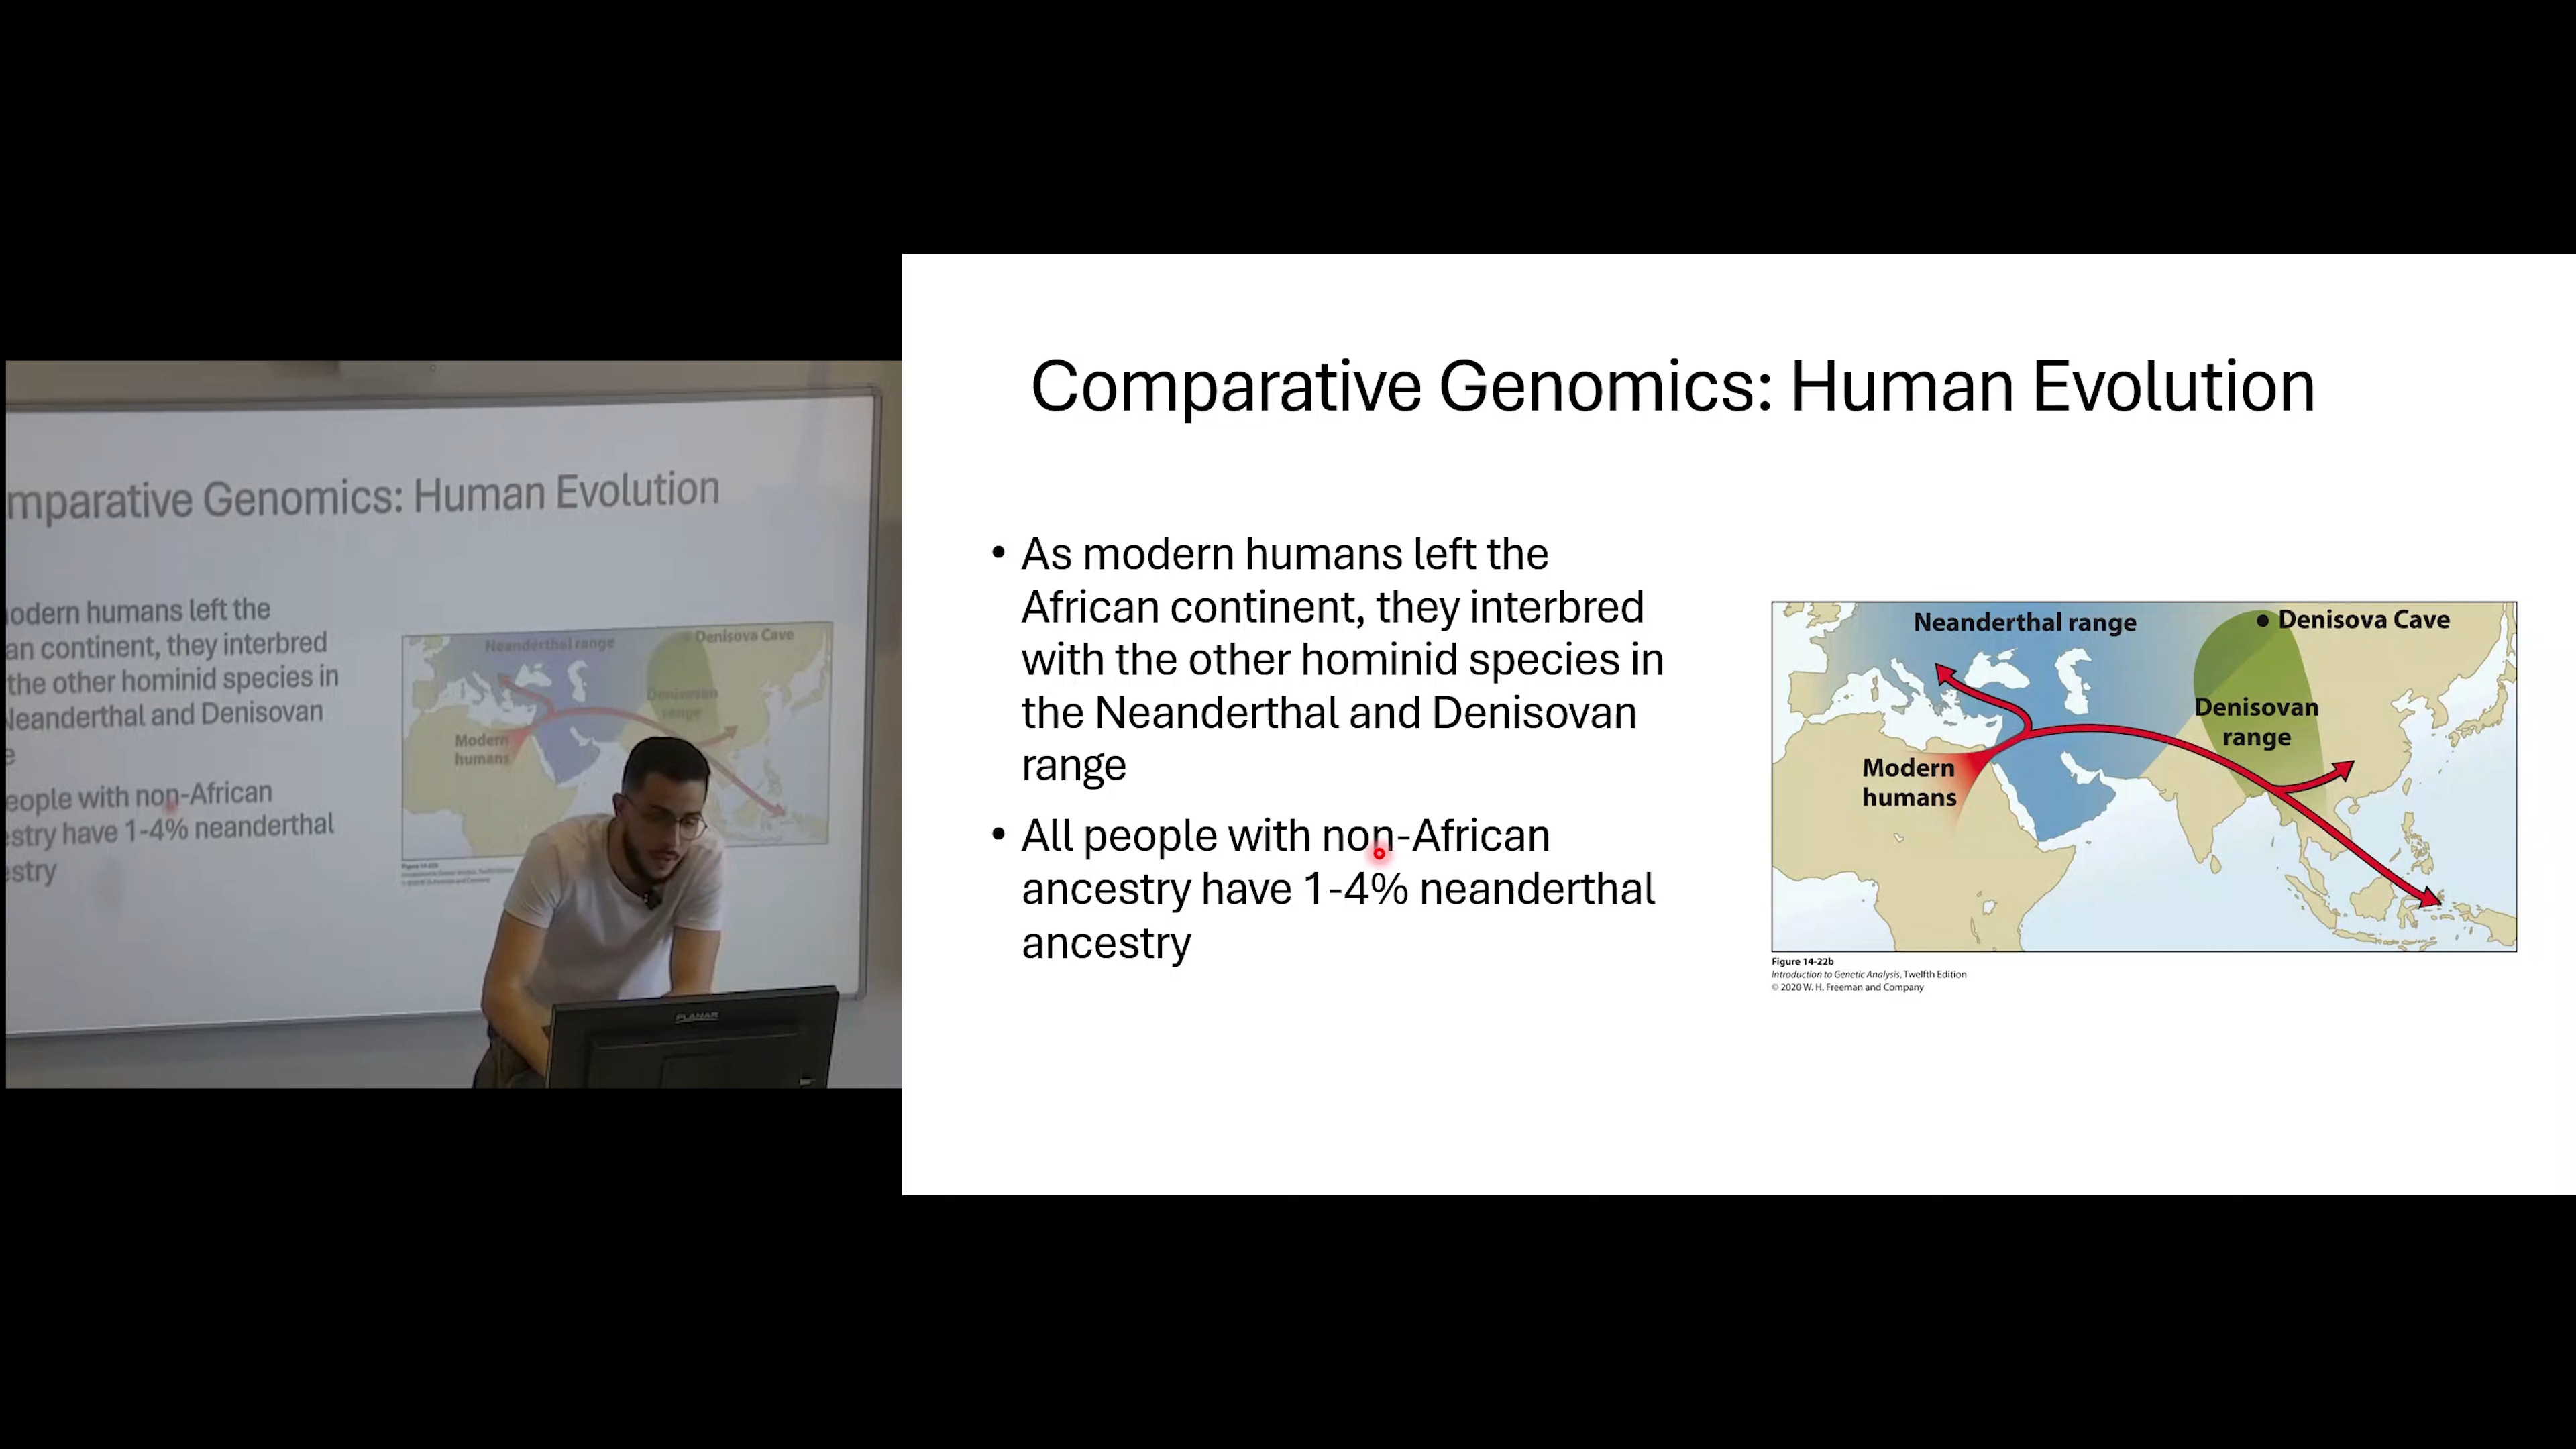 mparative Genomics: Human Evolution
odern humans left the
an continent, they interbred
the other hominid species in
Neanderthal and Denisovan
e
eople with non-African
estry have 1-4% neanderthal
estry
Neanderthal range
Denisova Cave
Denisovan
range
Modern
humans
PLANAR
Comparative Genomics: Human Evolution
• As modern humans left the
African continent, they interbred
with the other hominid species in
the Neanderthal and Denisovan
range
• All people with non-African
ancestry have 1-4% neanderthal
ancestry
Neanderthal range
Denisova Cave
Denisovan
range
Modern
humans
Figure 14-22b
Introduction to Genetic Analysis, Twelfth Edition
© 2020 W. H. Freeman and Company